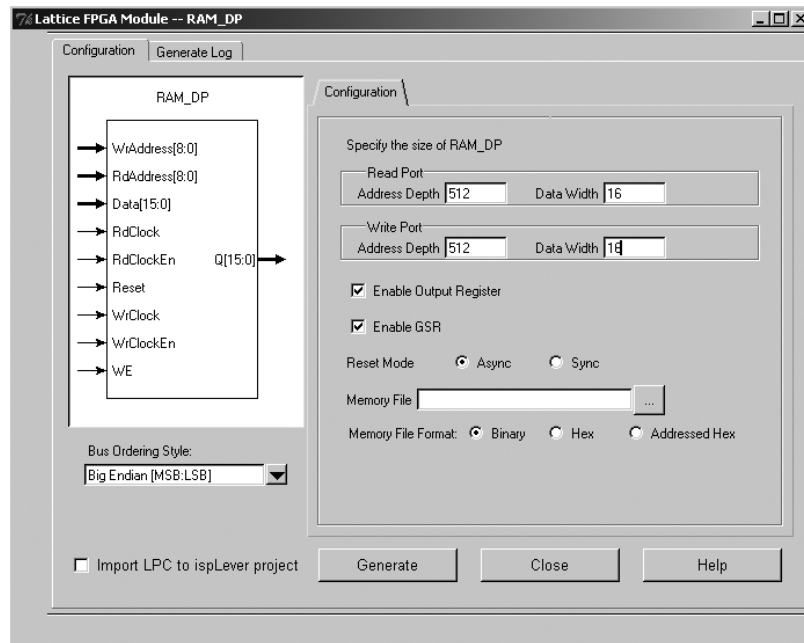 Lattice FPGA Module -- RAM_DP
Configuration Generate Log
RAM_DP
WrAddress[8:0]
RdAddress[8:0]
Data[15:0]
RdClock
RdClockEn Q[15:0]
Reset
WrClock
WrClockEn
WE
Bus Ordering Style:
Big Endian [MSB:LSB]
Configuration
Specify the size of RAM_DP
Read Port
Address Depth 512 Data Width 16
Write Port
Address Depth 512 Data Width 16
Enable Output Register
Enable GSR
Reset Mode Async Sync
Memory File ...
Memory File Format: Binary Hex Addressed Hex
Import LPC to ispLever project Generate Close Help